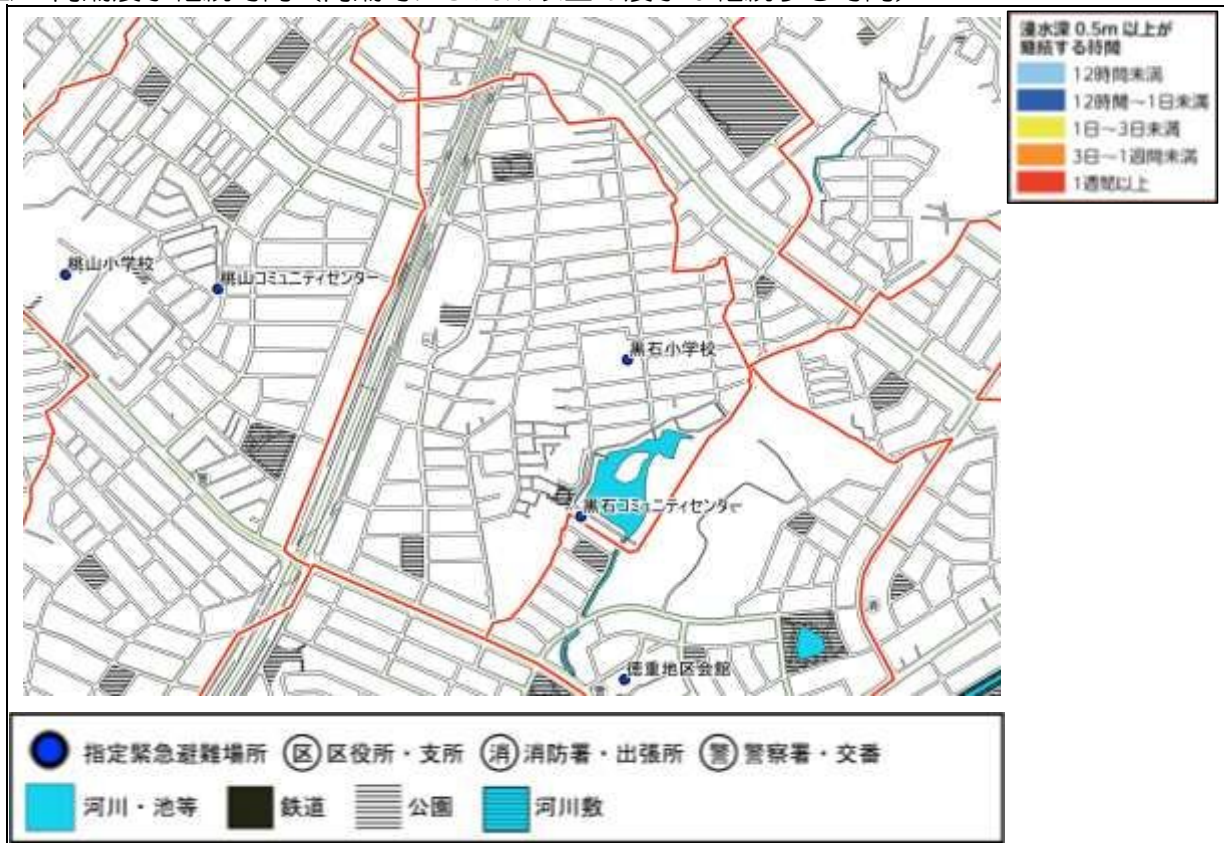 浸水深 0.5m 以上が
継続する時間
12時間未満
12時間～1日未満
1日～3日未満
3日～1週間未満
1週間以上
桃山小学校
桃山コミュニティセンター
黒石小学校
黒石コミュニティセンター
徳重地区会館
消
指定緊急避難場所
区 区役所・支所
消 消防署・出張所
警 警察署・交番
河川・池等
鉄道
公園
河川敷